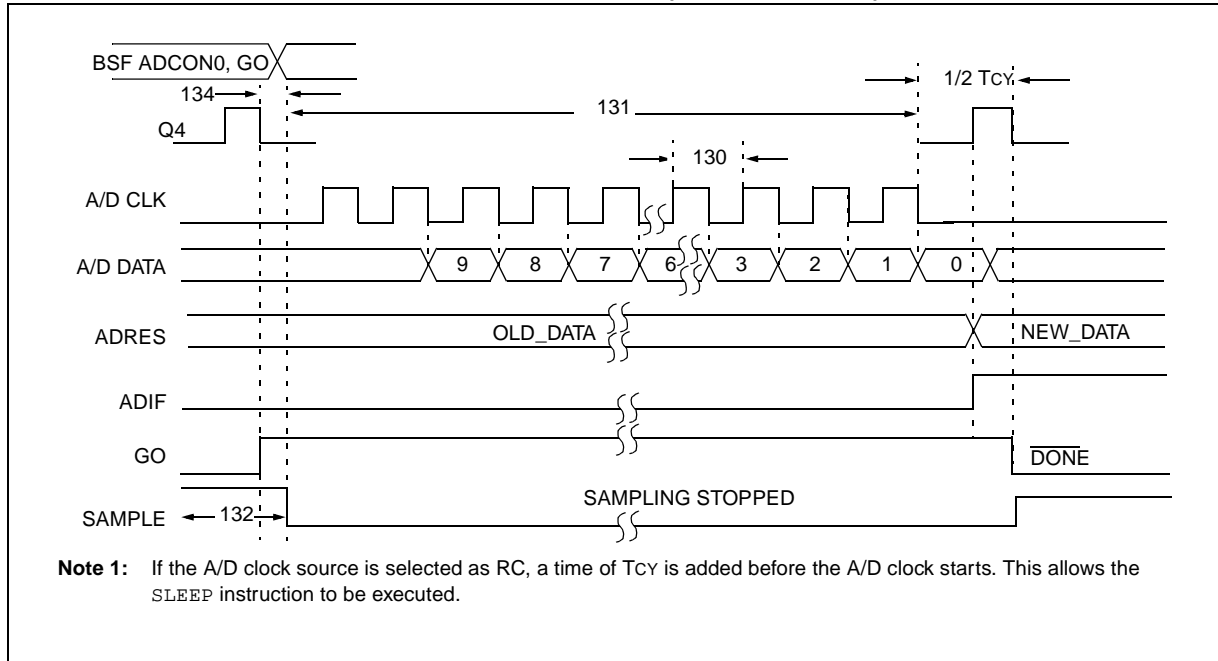 BSF ADCON0, GO
134
131
1/2 TCY
Q4
130
A/D CLK
A/D DATA
9 8 7 6 3 2 1 0
ADRES
OLD_DATA
NEW_DATA
ADIF
GO
DONE
SAMPLING STOPPED
SAMPLE
132
Note 1: If the A/D clock source is selected as RC, a time of TCY is added before the A/D clock starts. This allows the
SLEEP instruction to be executed.